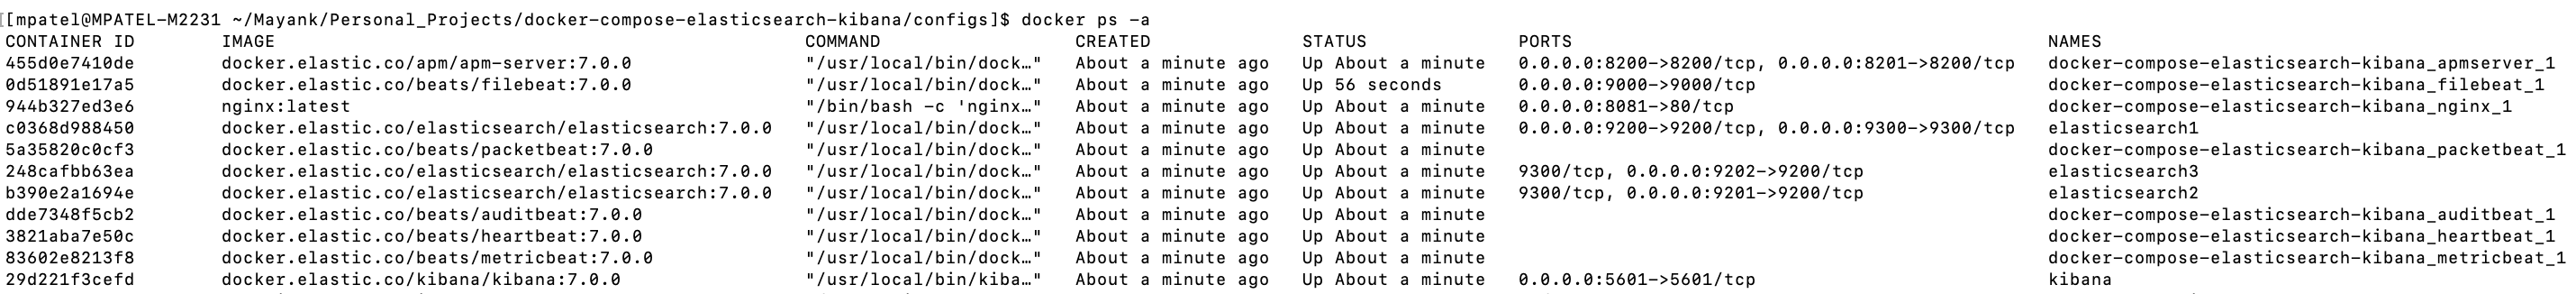 [[mpatel@MPATEL-M2231 ~/Mayank/Personal_Projects/docker-compose-elasticsearch-kibana/configs]$ docker ps -a
CONTAINER ID IMAGE COMMAND CREATED STATUS PORTS NAMES
455d0e7410de docker.elastic.co/apm/apm-server:7.0.0 "/usr/local/bin/dock…" About a minute ago Up About a minute 0.0.0.0:8200->8200/tcp, 0.0.0.0:8201->8200/tcp docker-compose-elasticsearch-kibana_apmserver_1
0d51891e17a5 docker.elastic.co/beats/filebeat:7.0.0 "/usr/local/bin/dock…" About a minute ago Up 56 seconds 0.0.0.0:9000->9000/tcp docker-compose-elasticsearch-kibana_filebeat_1
944b327ed3e6 nginx:latest "/bin/bash -c 'nginx…" About a minute ago Up About a minute 0.0.0.0:8081->80/tcp docker-compose-elasticsearch-kibana_nginx_1
c0368d988450 docker.elastic.co/elasticsearch/elasticsearch:7.0.0 "/usr/local/bin/dock…" About a minute ago Up About a minute 0.0.0.0:9200->9200/tcp, 0.0.0.0:9300->9300/tcp elasticsearch1
5a35820c0cf3 docker.elastic.co/beats/packetbeat:7.0.0 "/usr/local/bin/dock…" About a minute ago Up About a minute docker-compose-elasticsearch-kibana_packetbeat_1
248cafbb63ea docker.elastic.co/elasticsearch/elasticsearch:7.0.0 "/usr/local/bin/dock…" About a minute ago Up About a minute 9300/tcp, 0.0.0.0:9202->9200/tcp elasticsearch3
b390e2a1694e docker.elastic.co/elasticsearch/elasticsearch:7.0.0 "/usr/local/bin/dock…" About a minute ago Up About a minute 9300/tcp, 0.0.0.0:9201->9200/tcp elasticsearch2
dde7348f5cb2 docker.elastic.co/beats/auditbeat:7.0.0 "/usr/local/bin/dock…" About a minute ago Up About a minute docker-compose-elasticsearch-kibana_auditbeat_1
3821aba7e50c docker.elastic.co/beats/heartbeat:7.0.0 "/usr/local/bin/dock…" About a minute ago Up About a minute docker-compose-elasticsearch-kibana_heartbeat_1
83602e8213f8 docker.elastic.co/beats/metricbeat:7.0.0 "/usr/local/bin/dock…" About a minute ago Up About a minute docker-compose-elasticsearch-kibana_metricbeat_1
29d221f3cefd docker.elastic.co/kibana/kibana:7.0.0 "/usr/local/bin/kiba…" About a minute ago Up About a minute 0.0.0.0:5601->5601/tcp kibana